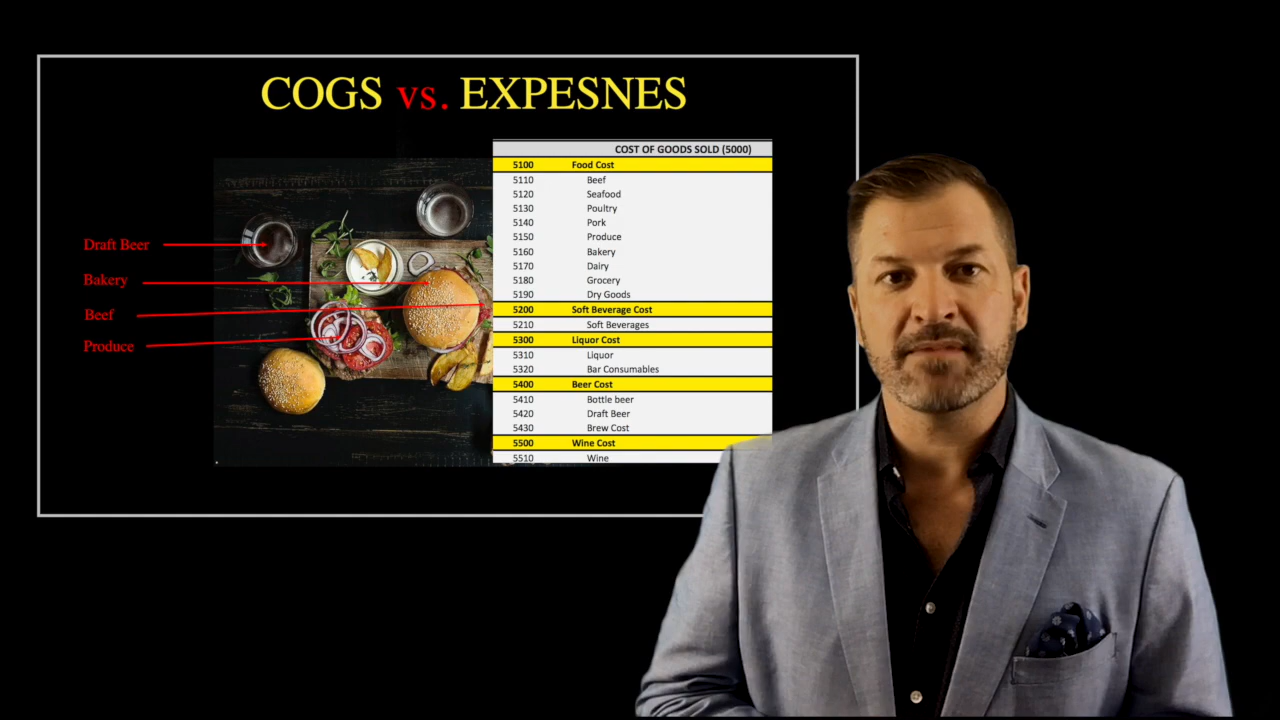 COGS vs. EXPESNES
Draft Beer
Bakery
Beef
Produce
COST OF GOODS SOLD (5000)
5100 Food Cost
5110 Beef
5120 Seafood
5130 Poultry
5140 Pork
5150 Produce
5160 Bakery
5170 Dairy
5180 Grocery
5190 Dry Goods
5200 Soft Beverage Cost
5210 Soft Beverages
5300 Liquor Cost
5310 Liquor
5320 Bar Consumables
5400 Beer Cost
5410 Bottle beer
5420 Draft Beer
5430 Brew Cost
5500 Wine Cost
5510 Wine